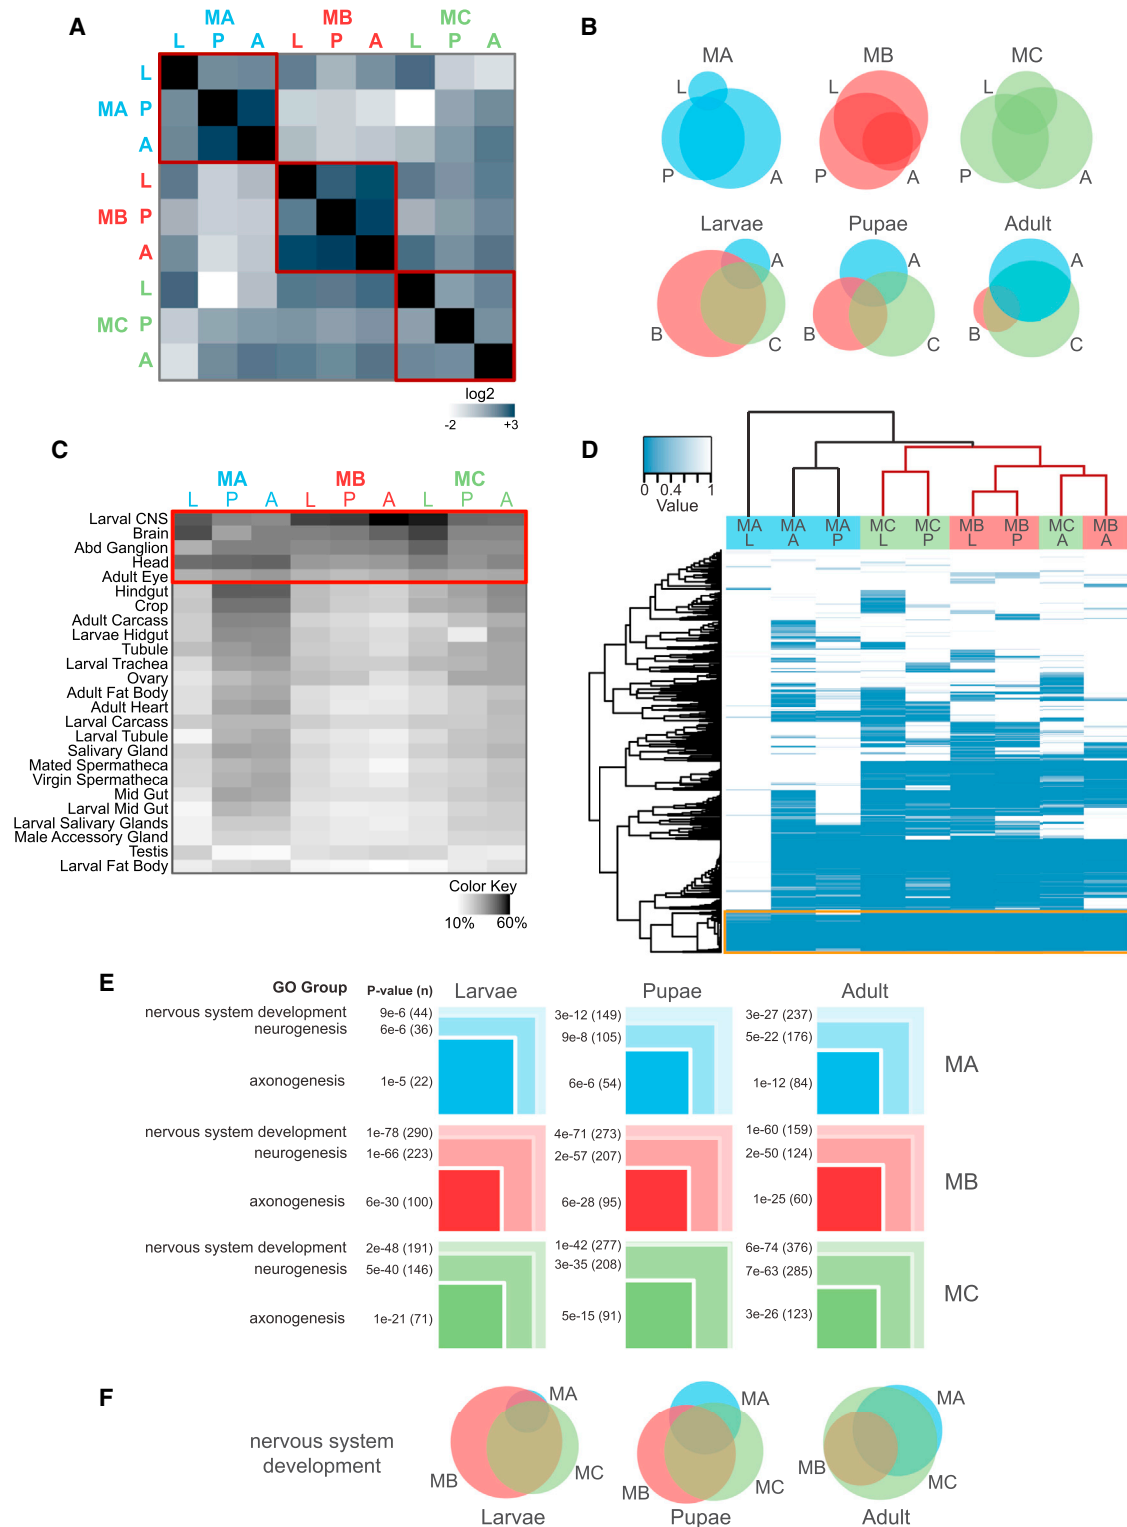 A
MA MB MC
L P A L P A L P A
L
MA P
A
L
MB P
A
L
MC P
A
log2
-2 +3
B
MA MB MC
L L L
P A P A P A
Larvae Pupae Adult
A A A
B C B C B C
C
MA MB MC
L P A L P A L P A
Larval CNS
Brain
Abd Ganglion
Head
Adult Eye
Hindgut
Crop
Adult Carcass
Larvae Hidgut
Tubule
Larval Trachea
Ovary
Adult Fat Body
Adult Heart
Larval Carcass
Larval Tubule
Salivary Gland
Mated Spermatheca
Virgin Spermatheca
Mid Gut
Larval Mid Gut
Larval Salivary Glands
Male Accessory Gland
Testis
Larval Fat Body
Color Key
10% 60%
D
0 0.4 1
Value
MA MA MA MC MC MB MB MC MB
L A P L P L P A A
E
GO Group P-value (n) Larvae Pupae Adult
nervous system development 9e-6 (44) 3e-12 (149) 3e-27 (237)
neurogenesis 6e-6 (36) 9e-8 (105) 5e-22 (176)
MA
axonogenesis 1e-5 (22) 6e-6 (54) 1e-12 (84)
nervous system development 1e-78 (290) 4e-71 (273) 1e-60 (159)
neurogenesis 1e-66 (223) 2e-57 (207) 2e-50 (124)
MB
axonogenesis 6e-30 (100) 6e-28 (95) 1e-25 (60)
nervous system development 2e-48 (191) 1e-42 (277) 6e-74 (376)
neurogenesis 5e-40 (146) 3e-35 (208) 7e-63 (285)
MC
axonogenesis 1e-21 (71) 5e-15 (91) 3e-26 (123)
F
nervous system
development
MA MA MA
MB MC MB MC MB MC
Larvae Pupae Adult